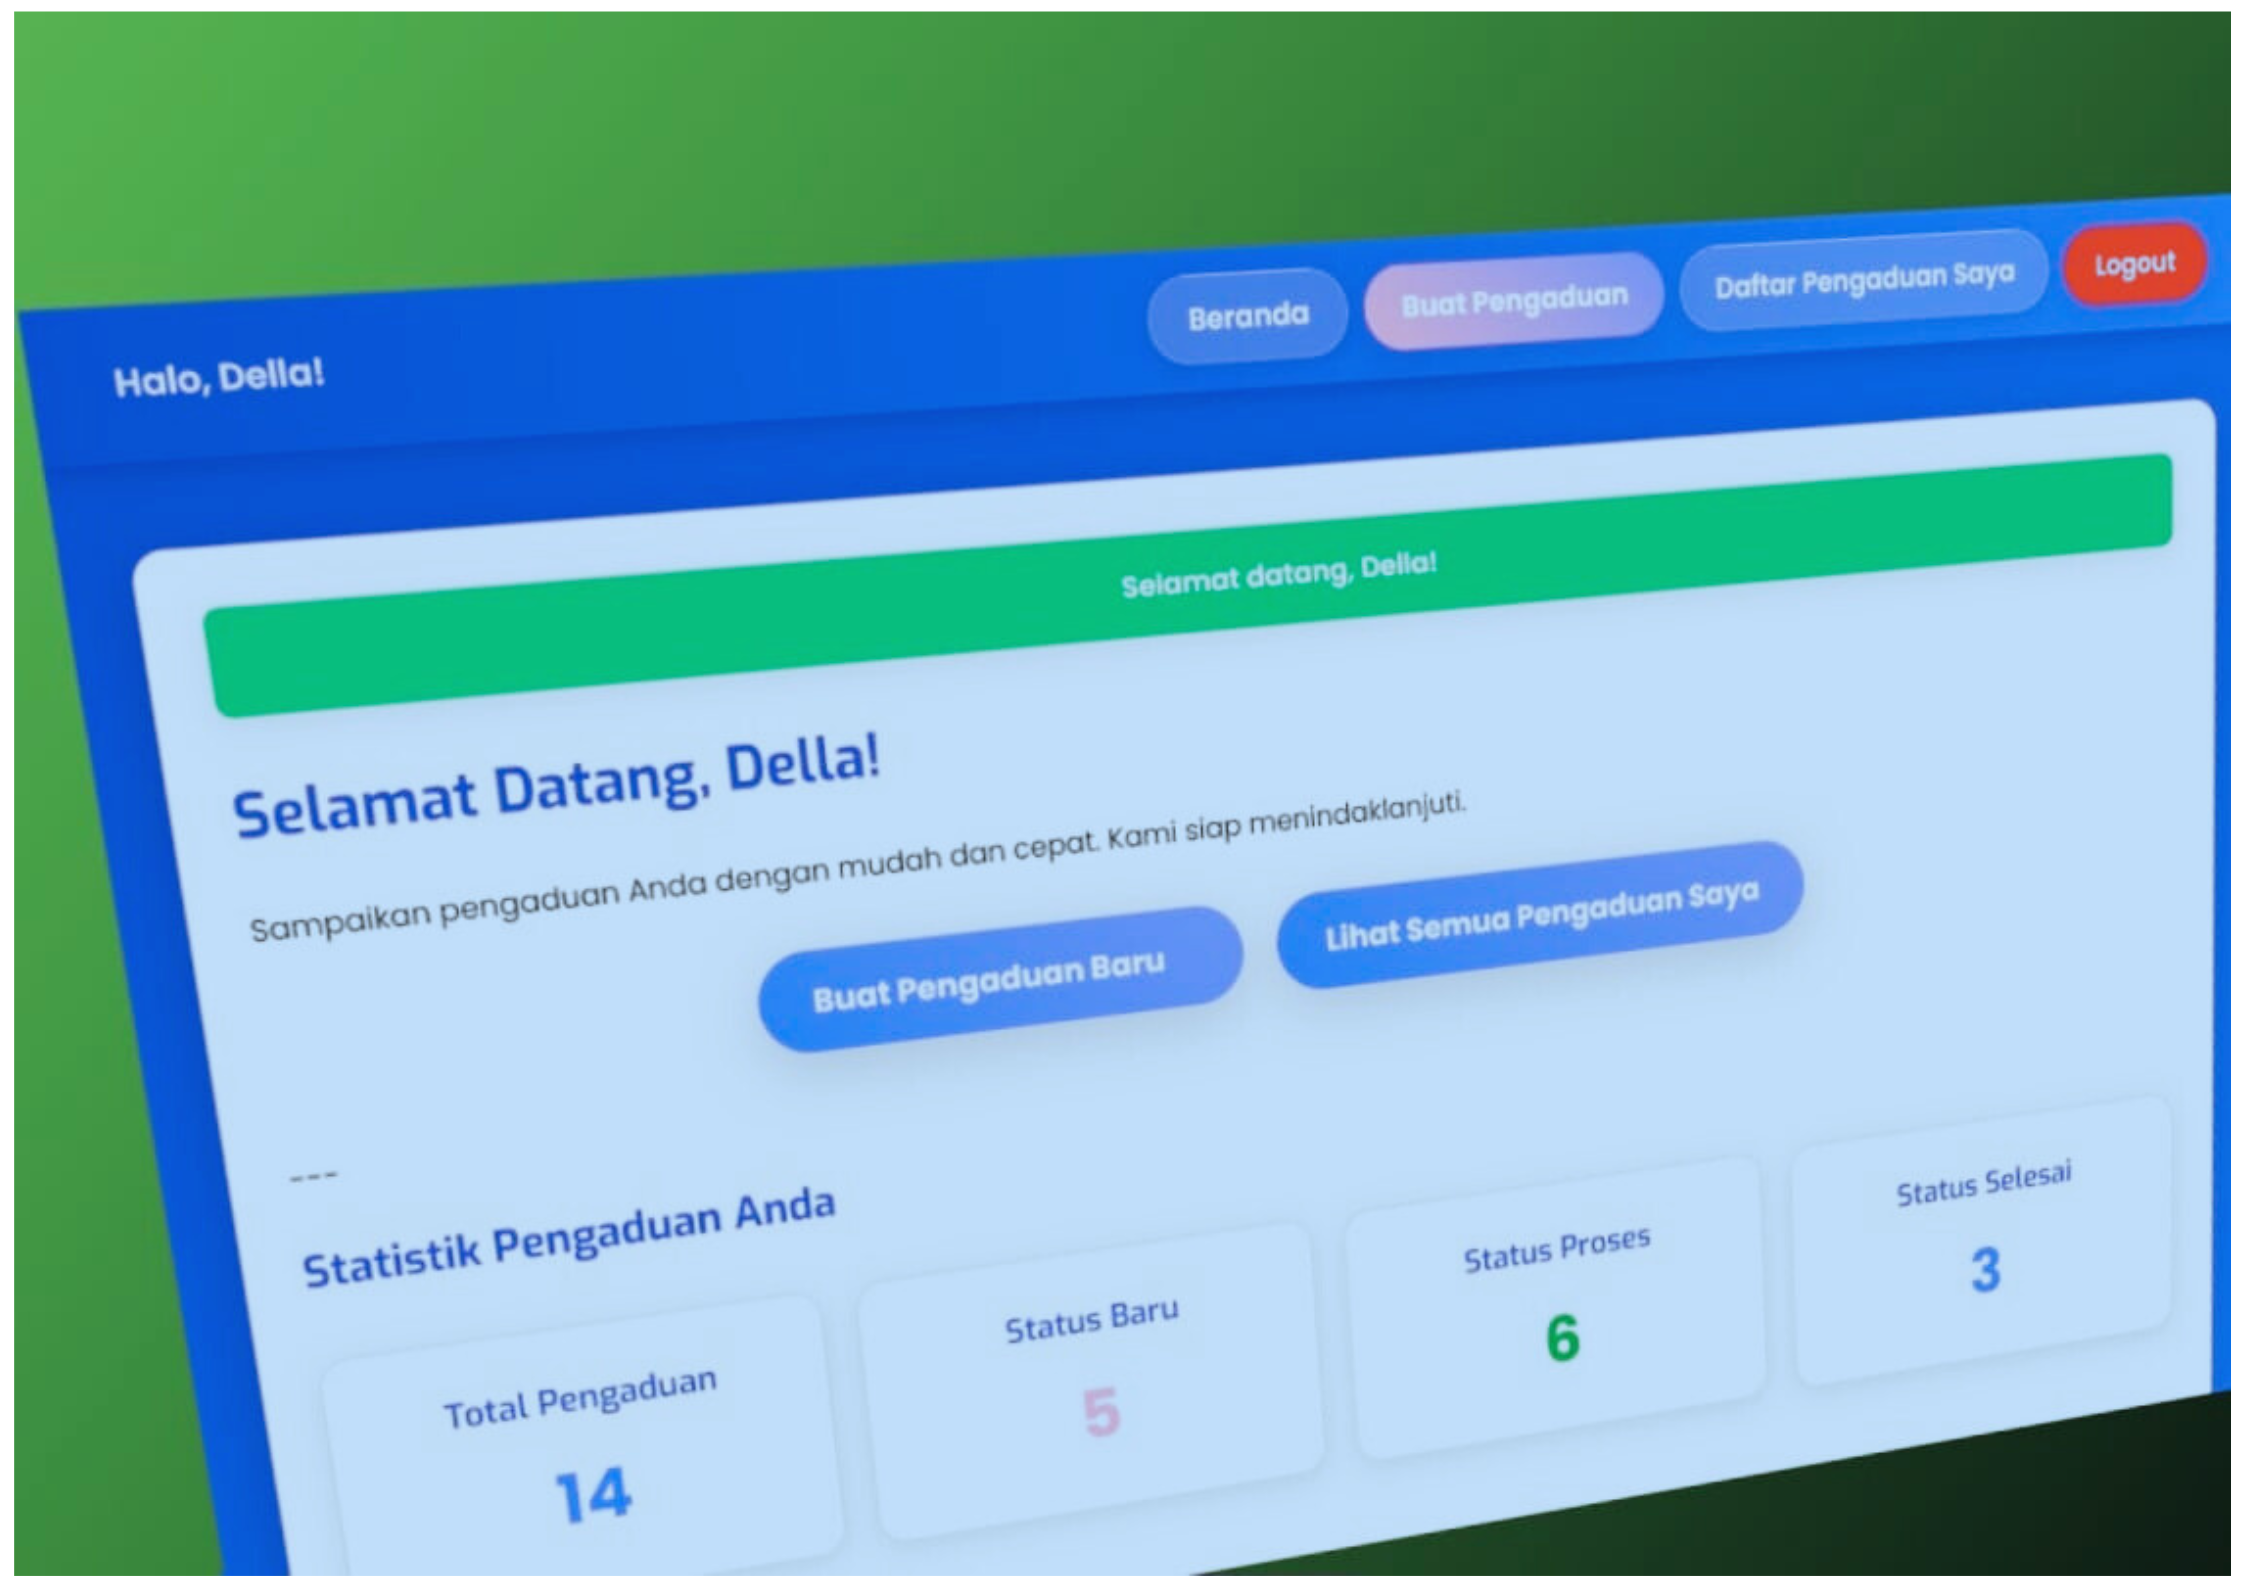 Halo, Della!
Beranda
Buat Pengaduan
Daftar Pengaduan Saya
Logout
Selamat datang, Della!
Selamat Datang, Della!
Sampaikan pengaduan Anda dengan mudah dan cepat. Kami siap menindaklanjuti.
Buat Pengaduan Baru
Lihat Semua Pengaduan Saya
---
Statistik Pengaduan Anda
Total Pengaduan
14
Status Baru
5
Status Proses
6
Status Selesai
3